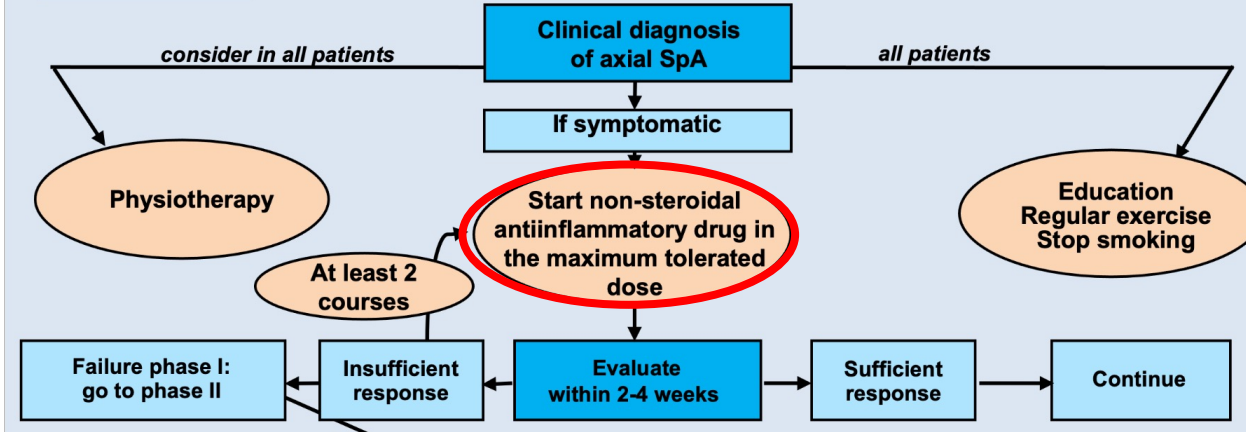 Clinical diagnosis
of axial SpA
consider in all patients
all patients
If symptomatic
Physiotherapy
Start non-steroidal
antiinflammatory drug in
the maximum tolerated
dose
Education
Regular exercise
Stop smoking
At least 2
courses
Failure phase I:
go to phase II
Insufficient
response
Evaluate
within 2-4 weeks
Sufficient
response
Continue